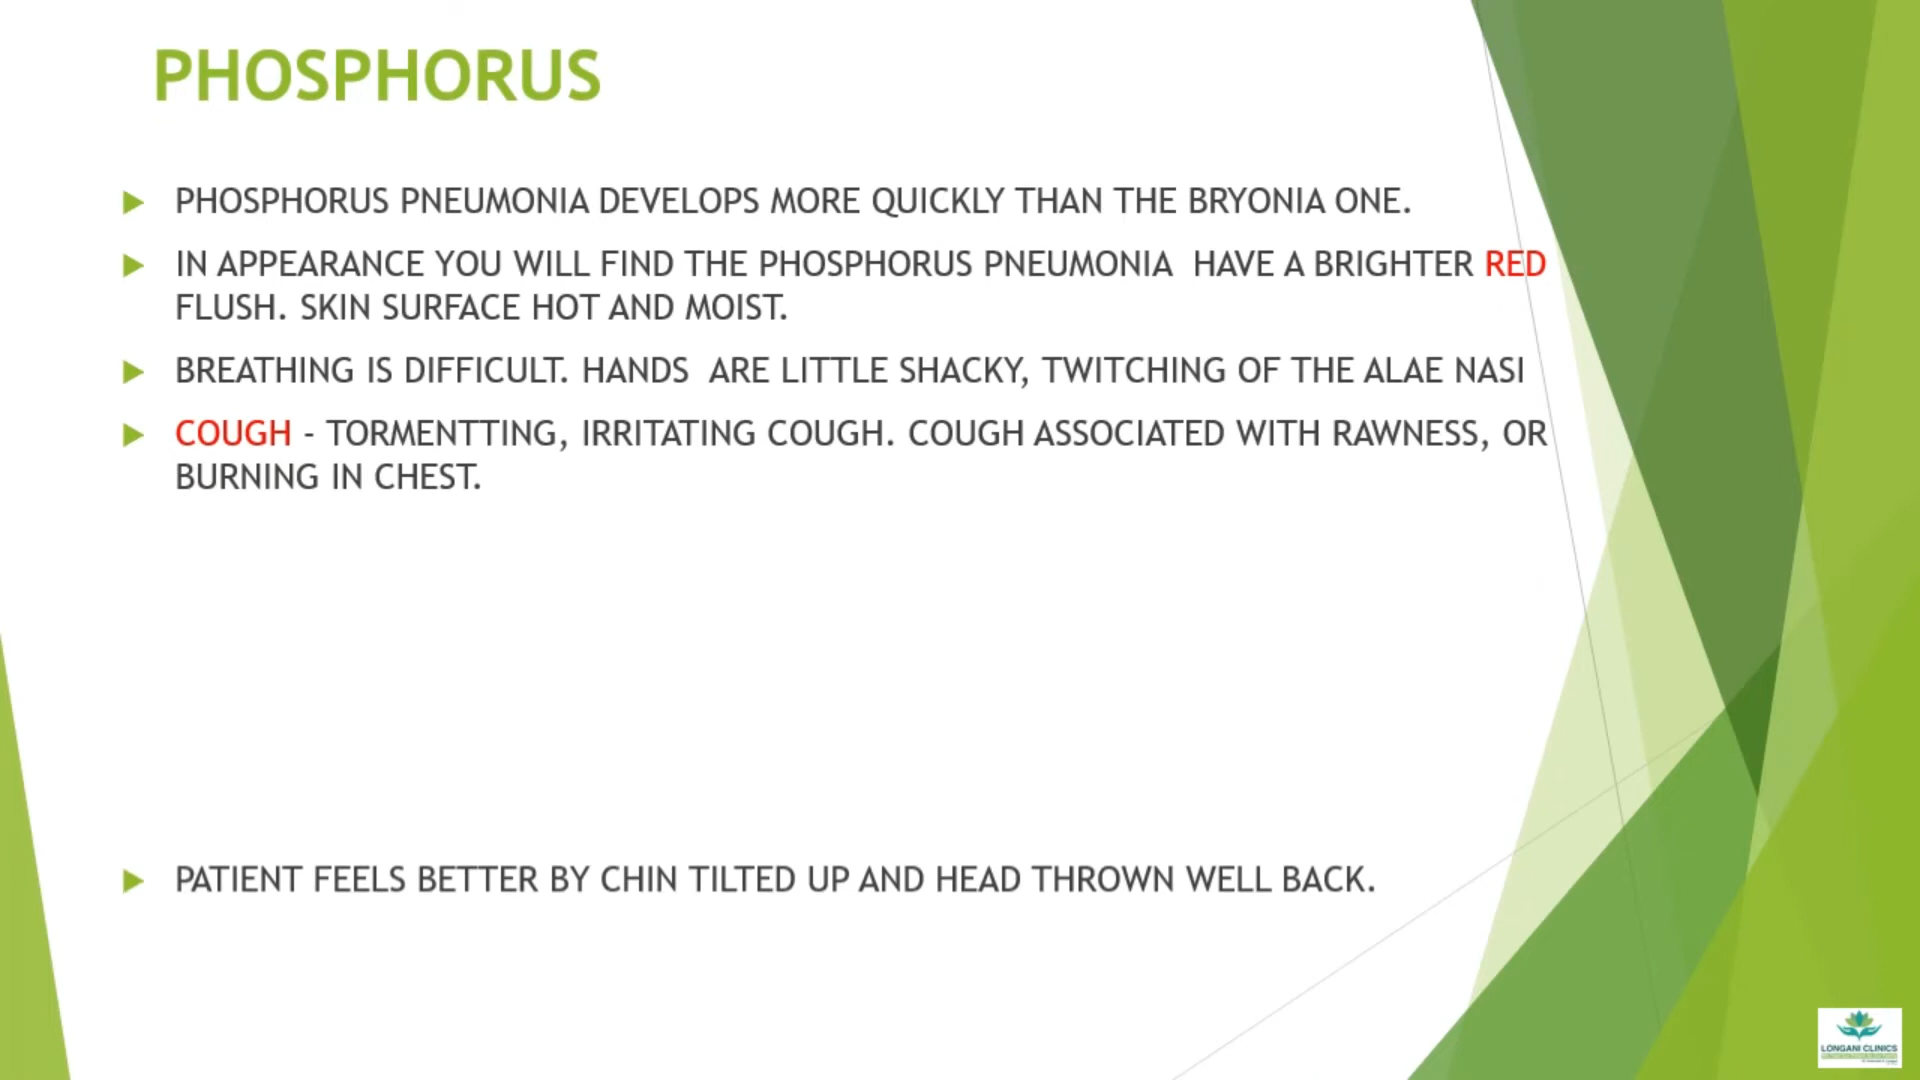 PHOSPHORUS
PHOSPHORUS PNEUMONIA DEVELOPS MORE QUICKLY THAN THE BRYONIA ONE.
IN APPEARANCE YOU WILL FIND THE PHOSPHORUS PNEUMONIA HAVE A BRIGHTER RED
FLUSH. SKIN SURFACE HOT AND MOIST.
BREATHING IS DIFFICULT. HANDS ARE LITTLE SHACKY, TWITCHING OF THE ALAE NASI
COUGH - TORMENTTING, IRRITATING COUGH. COUGH ASSOCIATED WITH RAWNESS, OR
BURNING IN CHEST.
PATIENT FEELS BETTER BY CHIN TILTED UP AND HEAD THROWN WELL BACK.
LONGANI CLINICS